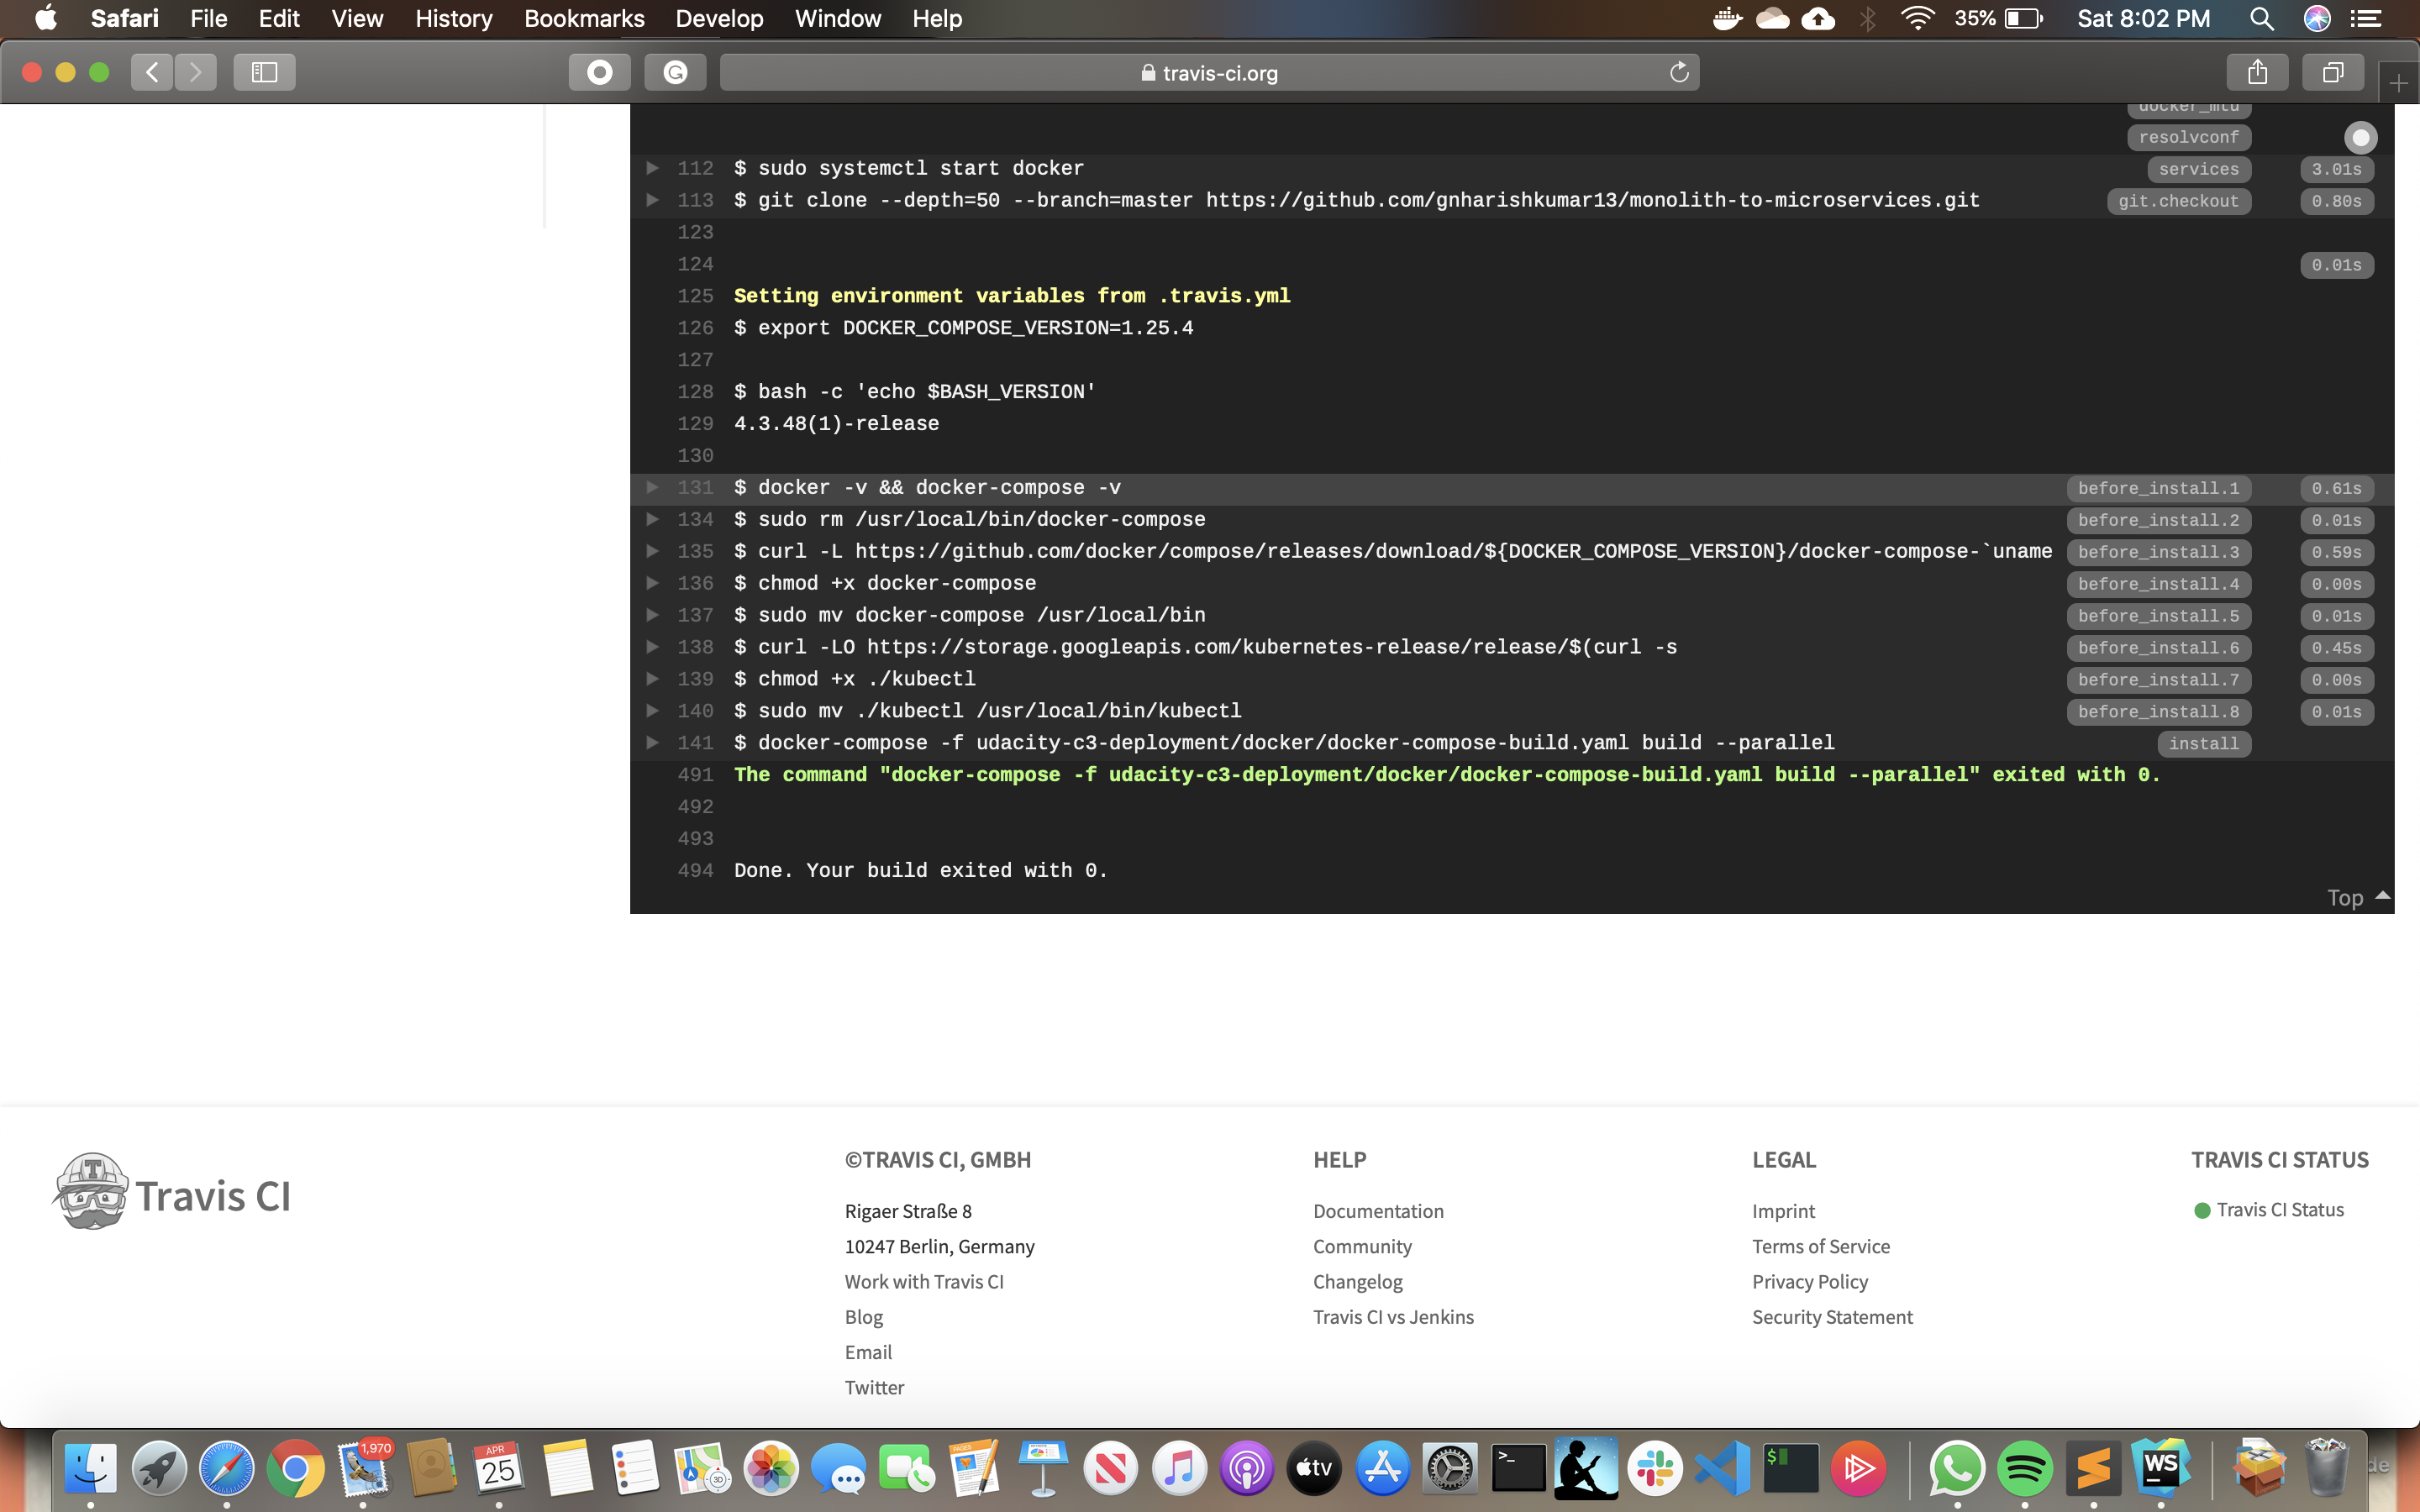 Safari File Edit View History Bookmarks Develop Window Help 35% Sat 8:02 PM
travis-ci.org
docker_mtu
resolvconf
112 $ sudo systemctl start docker services 3.01s
113 $ git clone --depth=50 --branch=master https://github.com/gnharishkumar13/monolith-to-microservices.git git.checkout 0.80s
123
124 0.01s
125 Setting environment variables from .travis.yml
126 $ export DOCKER_COMPOSE_VERSION=1.25.4
127
128 $ bash -c 'echo $BASH_VERSION'
129 4.3.48(1)-release
130
131 $ docker -v && docker-compose -v before_install.1 0.61s
134 $ sudo rm /usr/local/bin/docker-compose before_install.2 0.01s
135 $ curl -L https://github.com/docker/compose/releases/download/${DOCKER_COMPOSE_VERSION}/docker-compose-`uname before_install.3 0.59s
136 $ chmod +x docker-compose before_install.4 0.00s
137 $ sudo mv docker-compose /usr/local/bin before_install.5 0.01s
138 $ curl -LO https://storage.googleapis.com/kubernetes-release/release/$(curl -s before_install.6 0.45s
139 $ chmod +x ./kubectl before_install.7 0.00s
140 $ sudo mv ./kubectl /usr/local/bin/kubectl before_install.8 0.01s
141 $ docker-compose -f udacity-c3-deployment/docker/docker-compose-build.yaml build --parallel install
491 The command "docker-compose -f udacity-c3-deployment/docker/docker-compose-build.yaml build --parallel" exited with 0.
492
493
494 Done. Your build exited with 0.
Top
Travis CI
©TRAVIS CI, GMBH
Rigaer Straße 8
10247 Berlin, Germany
Work with Travis CI
Blog
Email
Twitter
HELP
Documentation
Community
Changelog
Travis CI vs Jenkins
LEGAL
Imprint
Terms of Service
Privacy Policy
Security Statement
TRAVIS CI STATUS
Travis CI Status
1,970
APR
25
PAGES
3D
tv
>_
$
WS
de